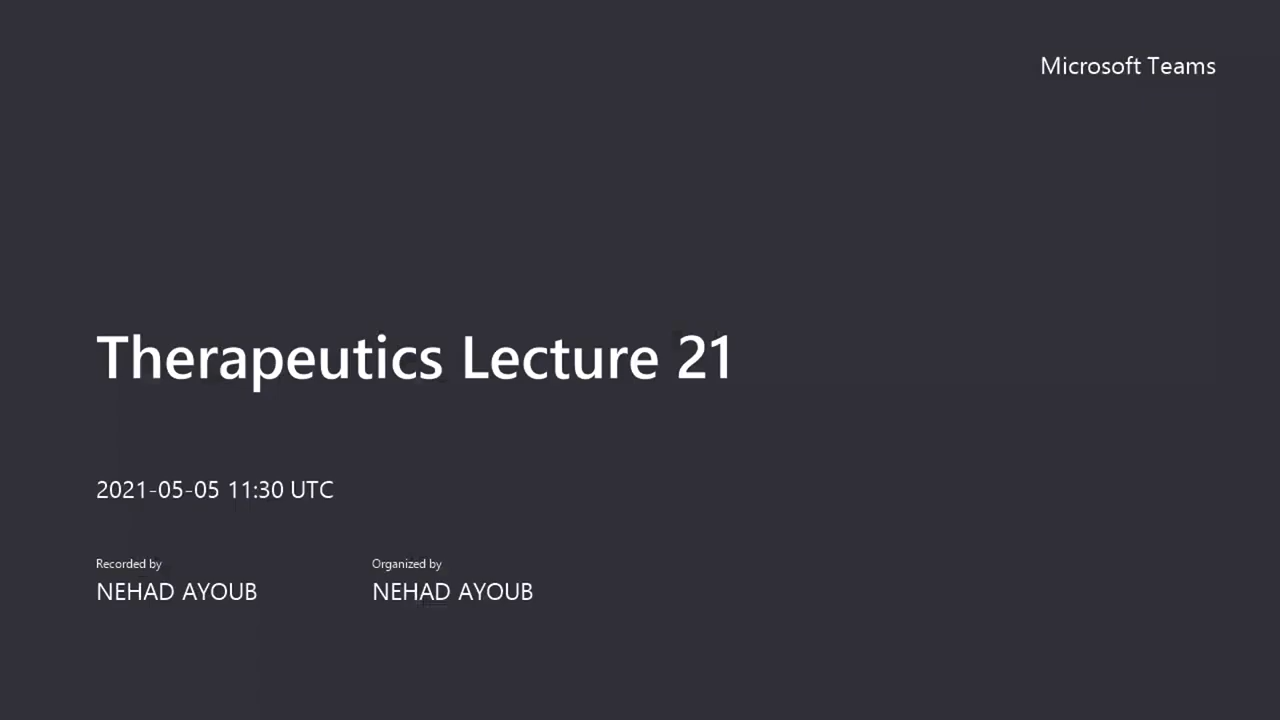 Microsoft Teams
Therapeutics Lecture 21
2021-05-05 11:30 UTC
Recorded by
NEHAD AYOUB
Organized by
NEHAD AYOUB